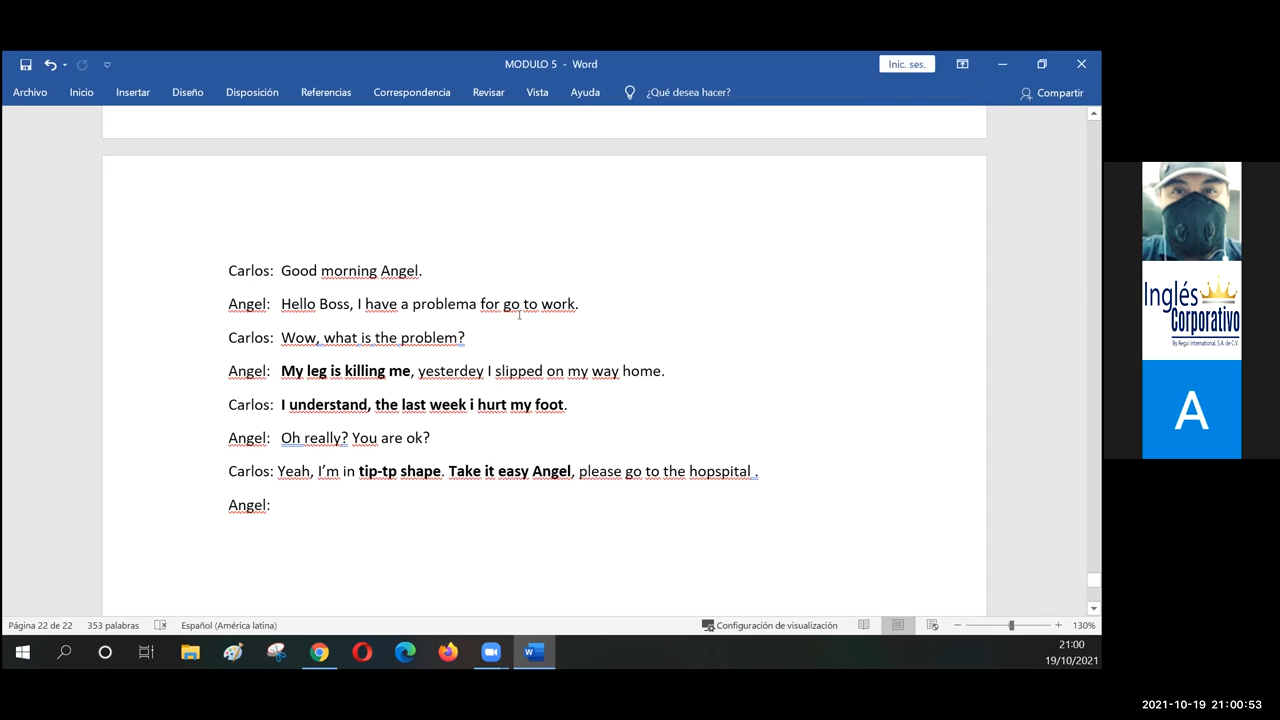 MODULO 5 - Word
Inic. ses.
Archivo Inicio Insertar Diseño Disposición Referencias Correspondencia Revisar Vista Ayuda ¿Qué desea hacer? Compartir
Carlos: Good morning Angel.
Angel: Hello Boss, I have a problema for go to work.
Carlos: Wow, what is the problem?
Angel: My leg is killing me, yesterdey I slipped on my way home.
Carlos: I understand, the last week i hurt my foot.
Angel: Oh really? You are ok?
Carlos: Yeah, I'm in tip-tp shape. Take it easy Angel, please go to the hopspital .
Angel:
Inglés
Corporativo
By Regal International, S.A. de C.V.
A
Página 22 de 22 353 palabras Español (América latina) Configuración de visualización 130%
21:00
19/10/2021
2021-10-19 21:00:53